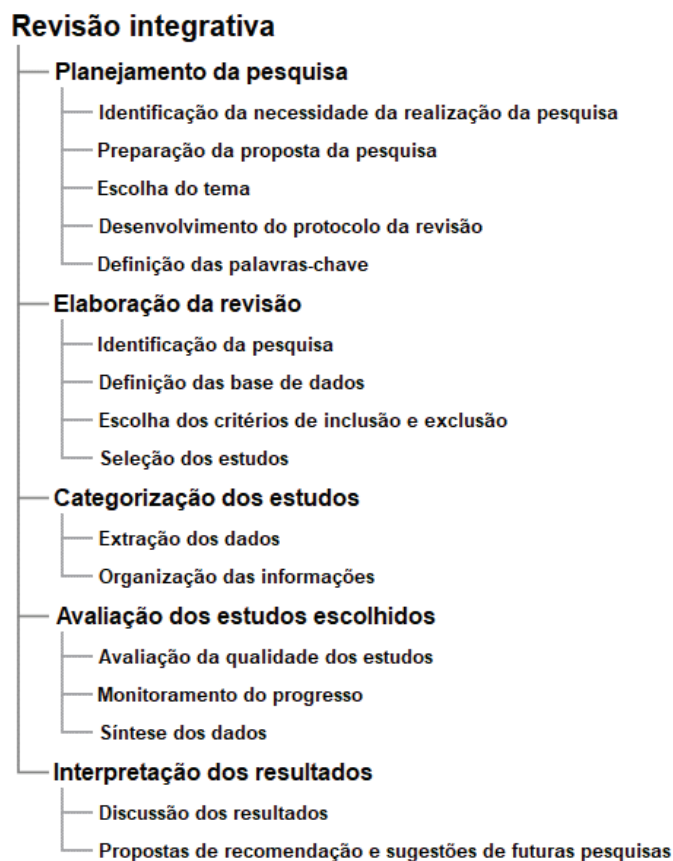 Revisão integrativa
Planejamento da pesquisa
Identificação da necessidade da realização da pesquisa
Preparação da proposta da pesquisa
Escolha do tema
Desenvolvimento do protocolo da revisão
Definição das palavras-chave
Elaboração da revisão
Identificação da pesquisa
Definição das base de dados
Escolha dos critérios de inclusão e exclusão
Seleção dos estudos
Categorização dos estudos
Extração dos dados
Organização das informações
Avaliação dos estudos escolhidos
Avaliação da qualidade dos estudos
Monitoramento do progresso
Síntese dos dados
Interpretação dos resultados
Discussão dos resultados
Propostas de recomendação e sugestões de futuras pesquisas